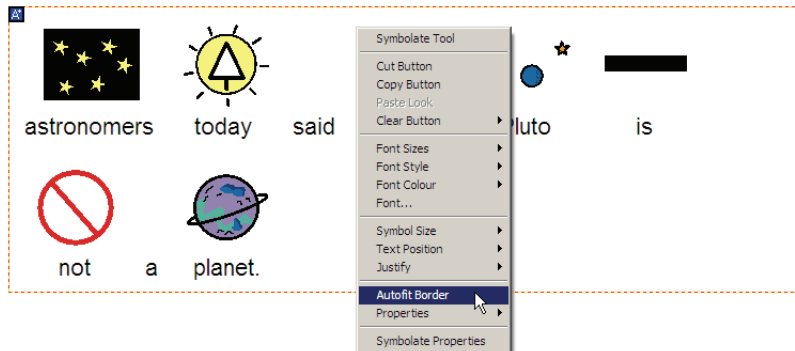 A
astronomers today said Pluto is
not a planet.
Symbolate Tool
Cut Button
Copy Button
Paste Look
Clear Button
Font Sizes
Font Style
Font Colour
Font...
Symbol Size
Text Position
Justify
Autofit Border
Properties
Symbolate Properties